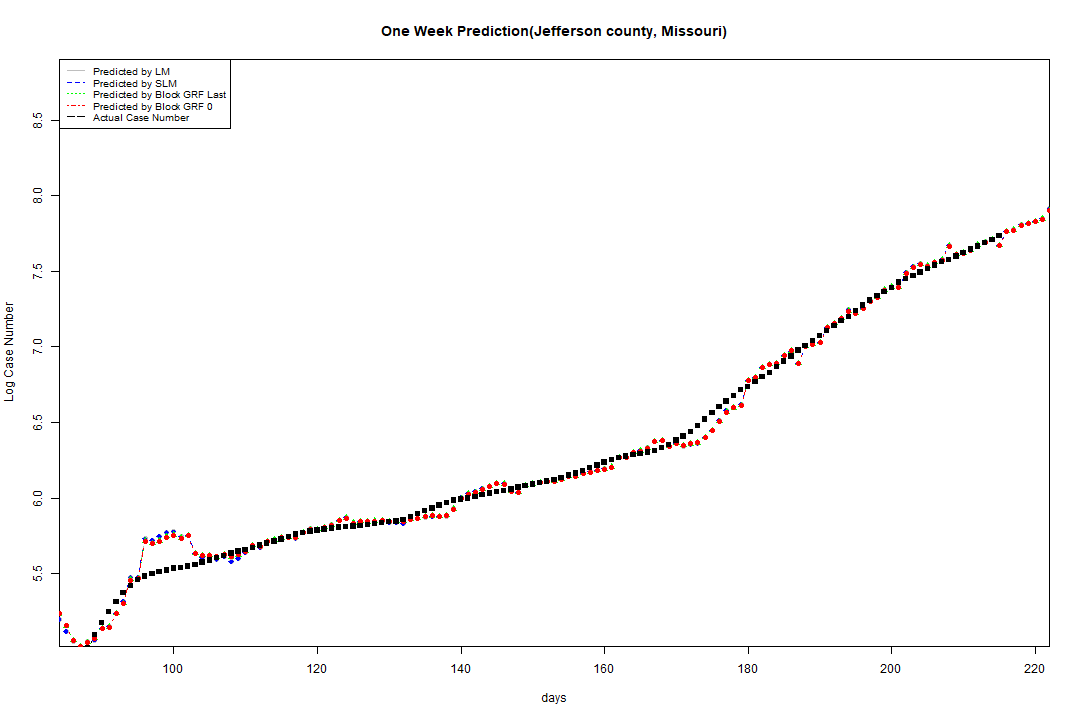 One Week Prediction(Jefferson county, Missouri)
Predicted by LM
Predicted by SLM
Predicted by Block GRF Last
Predicted by Block GRF 0
Actual Case Number
8.5
8.0
7.5
7.0
6.5
6.0
5.5
Log Case Number
100 120 140 160 180 200 220
days